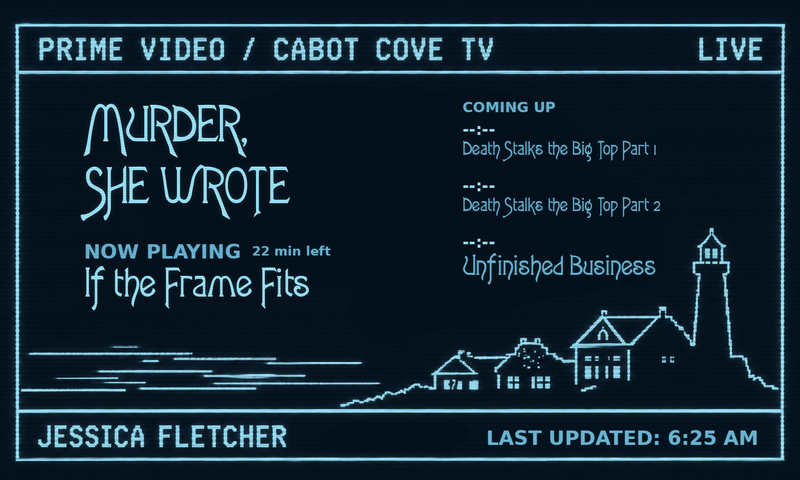 PRIME VIDEO / CABOT COVE TV
LIVE
MURDER,
SHE WROTE
NOW PLAYING 22 min left
If the Frame Fits
COMING UP
--:--
Death Stalks the Big Top Part 1
--:--
Death Stalks the Big Top Part 2
--:--
Unfinished Business
JESSICA FLETCHER
LAST UPDATED: 6:25 AM